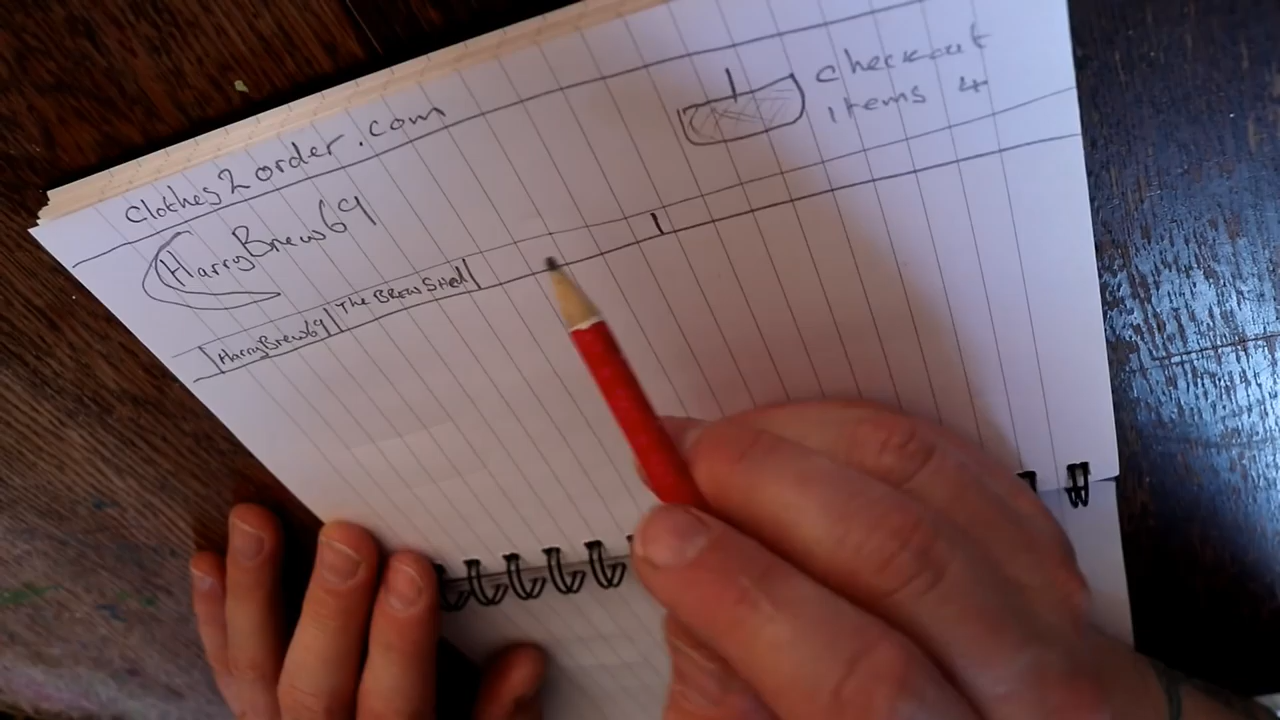 Clothes2order.com
checkout
items 4
HarryBrew69
HarryBrew69 The BREW SHED